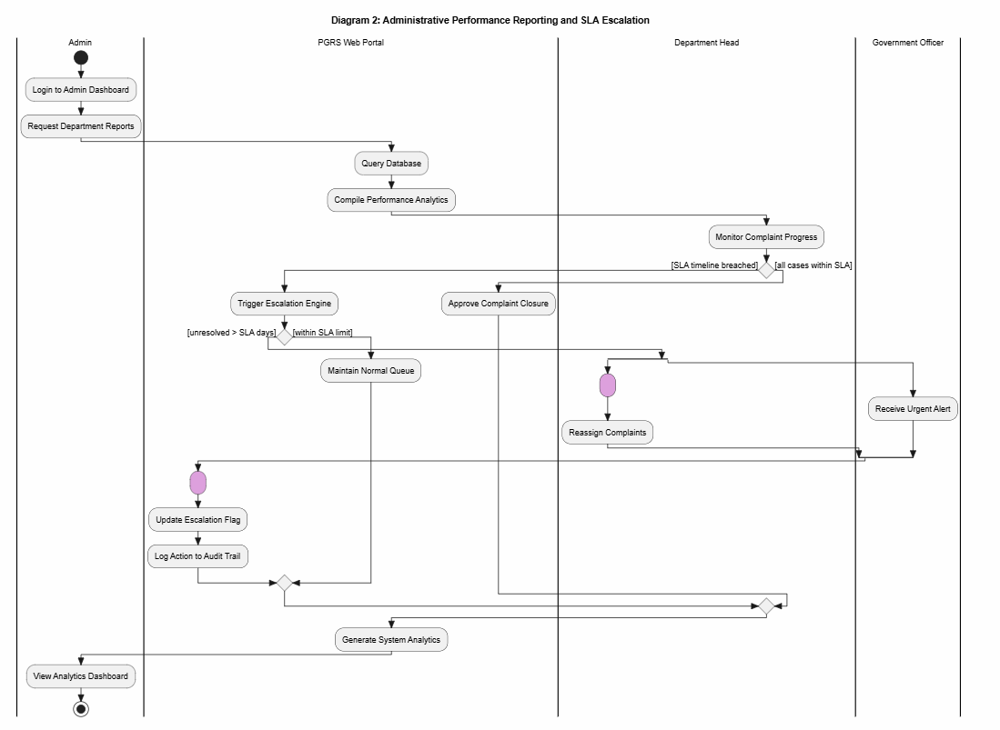 Diagram 2: Administrative Performance Reporting and SLA Escalation
Admin
PGRS Web Portal
Department Head
Government Officer
Login to Admin Dashboard
Request Department Reports
Query Database
Compile Performance Analytics
Monitor Complaint Progress
[SLA timeline breached]
[all cases within SLA]
Trigger Escalation Engine
Approve Complaint Closure
[unresolved > SLA days]
[within SLA limit]
Maintain Normal Queue
Receive Urgent Alert
Reassign Complaints
Update Escalation Flag
Log Action to Audit Trail
Generate System Analytics
View Analytics Dashboard